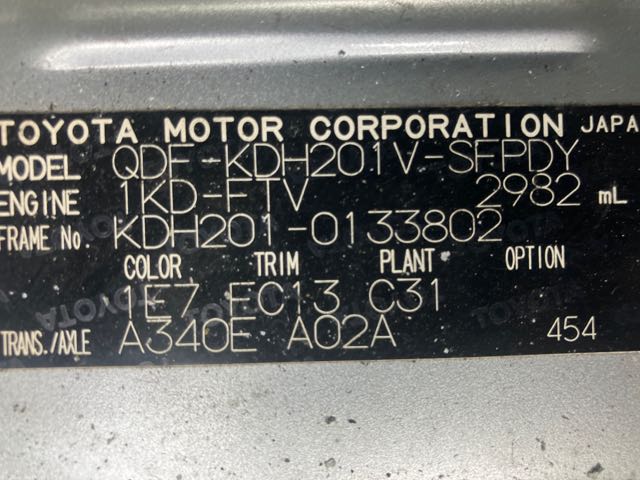 TOYOTA MOTOR CORPORATION JAPAN
MODEL QDF-KDH201V-SFPDY
ENGINE 1KD-FTV 2982 mL
FRAME No. KDH201-0133802
COLOR TRIM PLANT OPTION
1E7 EC13 C31
TRANS./AXLE A340E A02A 454